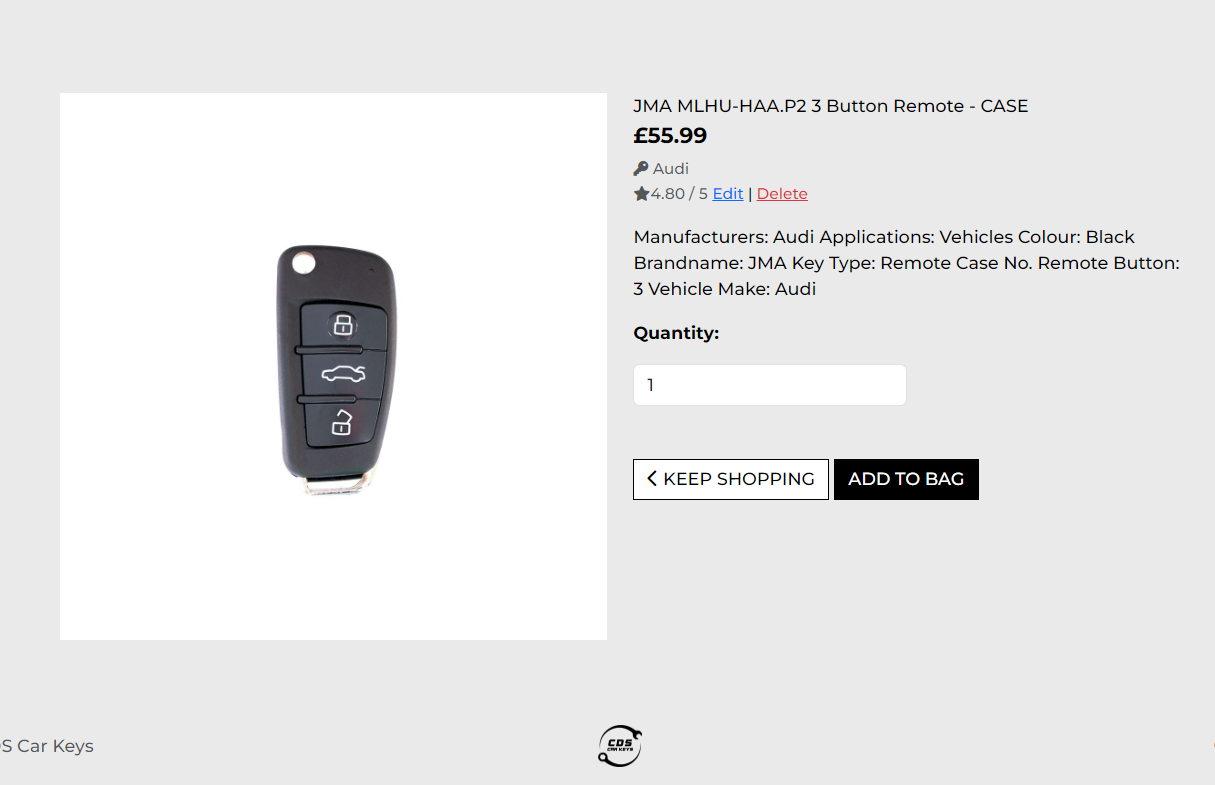 JMA MLHU-HAA.P2 3 Button Remote - CASE
£55.99
Audi
4.80 / 5 Edit | Delete
Manufacturers: Audi Applications: Vehicles Colour: Black
Brandname: JMA Key Type: Remote Case No. Remote Button:
3 Vehicle Make: Audi
Quantity:
1
KEEP SHOPPING
ADD TO BAG
S Car Keys
CDS
CAR KEYS